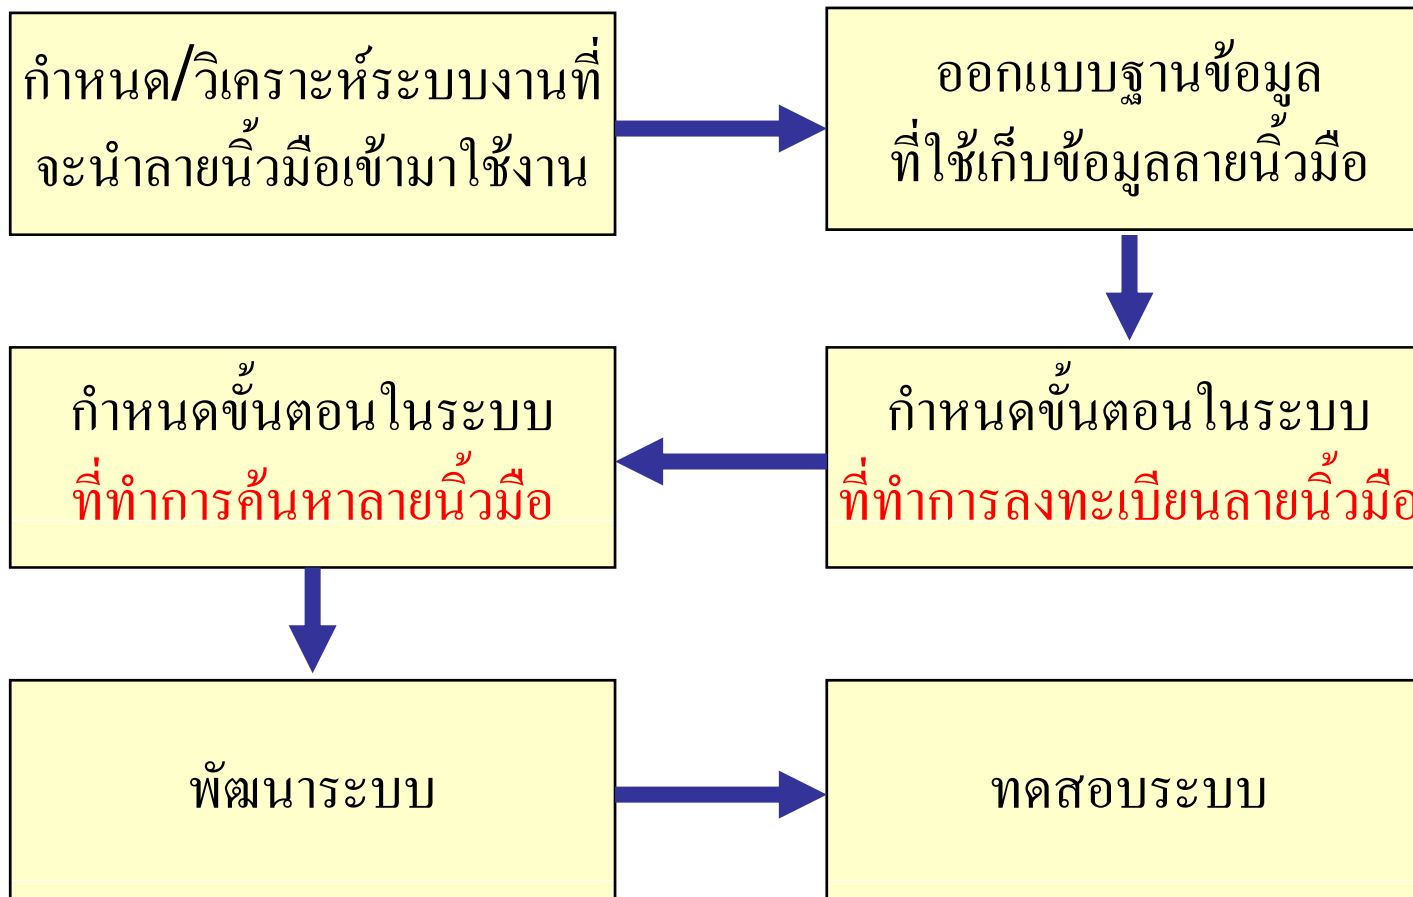 กำหนด/วิเคราะห์ระบบงานที่
จะนำลายนิ้วมือเข้ามาใช้งาน
ออกแบบฐานข้อมูล
ที่ใช้เก็บข้อมูลลายนิ้วมือ
กำหนดขั้นตอนในระบบ
ที่ทำการลงทะเบียนลายนิ้วมือ
กำหนดขั้นตอนในระบบ
ที่ทำการค้นหาลายนิ้วมือ
พัฒนาระบบ
ทดสอบระบบ